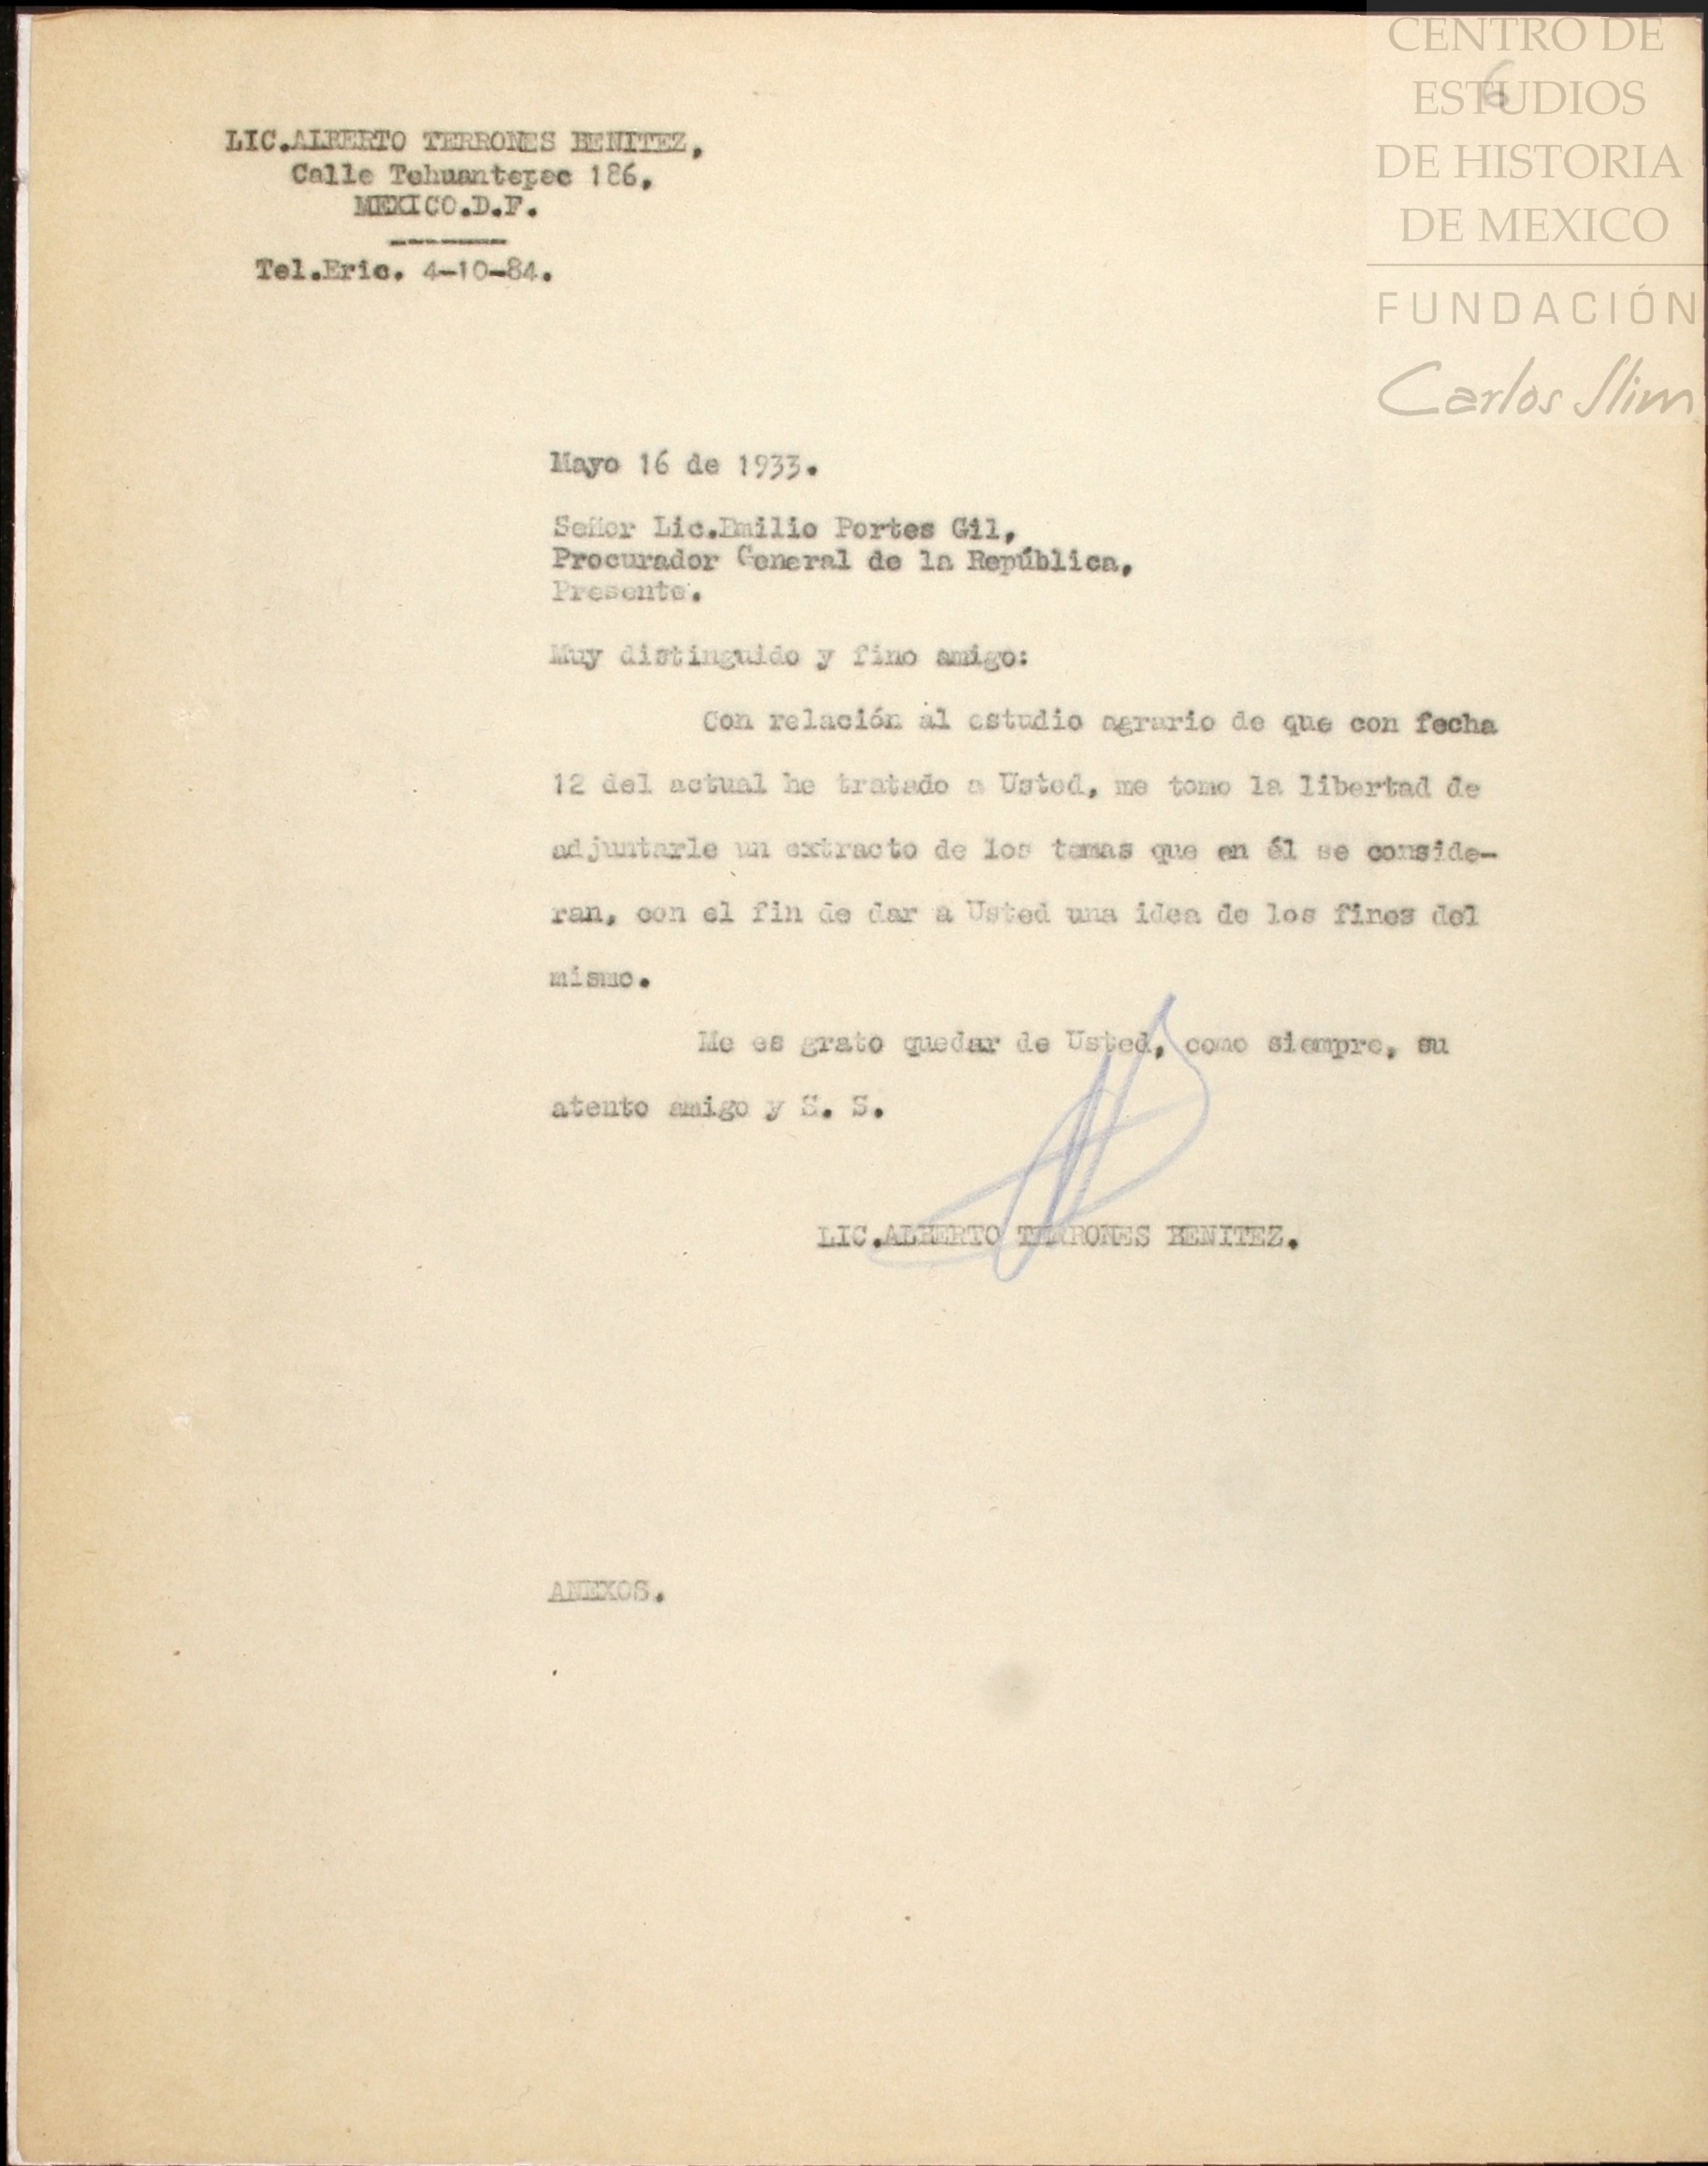 CENTRO DE
ESTUDIOS
DE HISTORIA
DE MEXICO
FUNDACIÓN
Carlos Slim
6
LIC.ALBERTO TERRONES BENITEZ,
Calle Tehuantepec 186,
MEXICO.D.F.
Tel.Eric. 4-10-84.
Mayo 16 de 1933.
Señor Lic.Emilio Portes Gil,
Procurador General de la República,
Presente.
Muy distinguido y fino amigo:
Con relación al estudio agrario de que con fecha
12 del actual he tratado a Usted, me tomo la libertad de
adjuntarle un extracto de los temas que en él se conside-
ran, con el fin de dar a Usted una idea de los fines del
mismo.
Me es grato quedar de Usted, como siempre, su
atento amigo y S. S.
LIC.ALBERTO TERRONES BENITEZ.
ANEXOS.